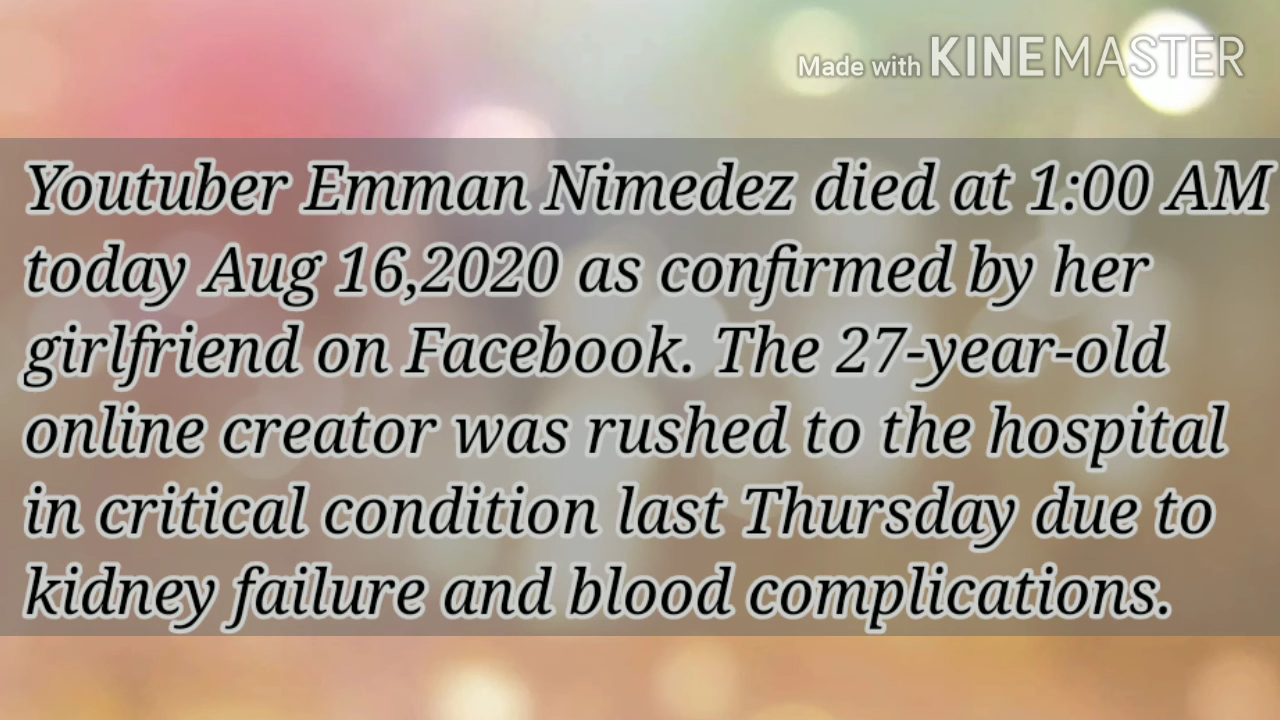 Made with KINEMASTER
Youtuber Emman Nimedez died at 1:00 AM
today Aug 16,2020 as confirmed by her
girlfriend on Facebook. The 27-year-old
online creator was rushed to the hospital
in critical condition last Thursday due to
kidney failure and blood complications.